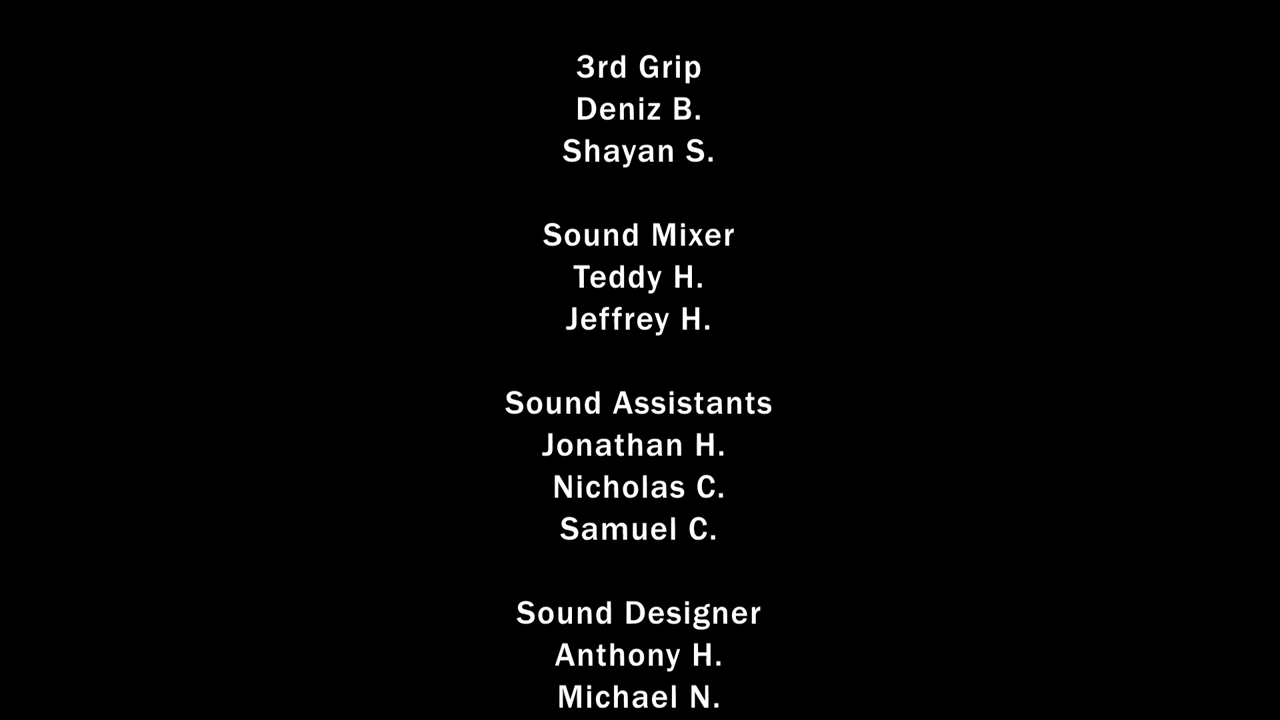 3rd Grip
Deniz B.
Shayan S.
Sound Mixer
Teddy H.
Jeffrey H.
Sound Assistants
Jonathan H.
Nicholas C.
Samuel C.
Sound Designer
Anthony H.
Michael N.